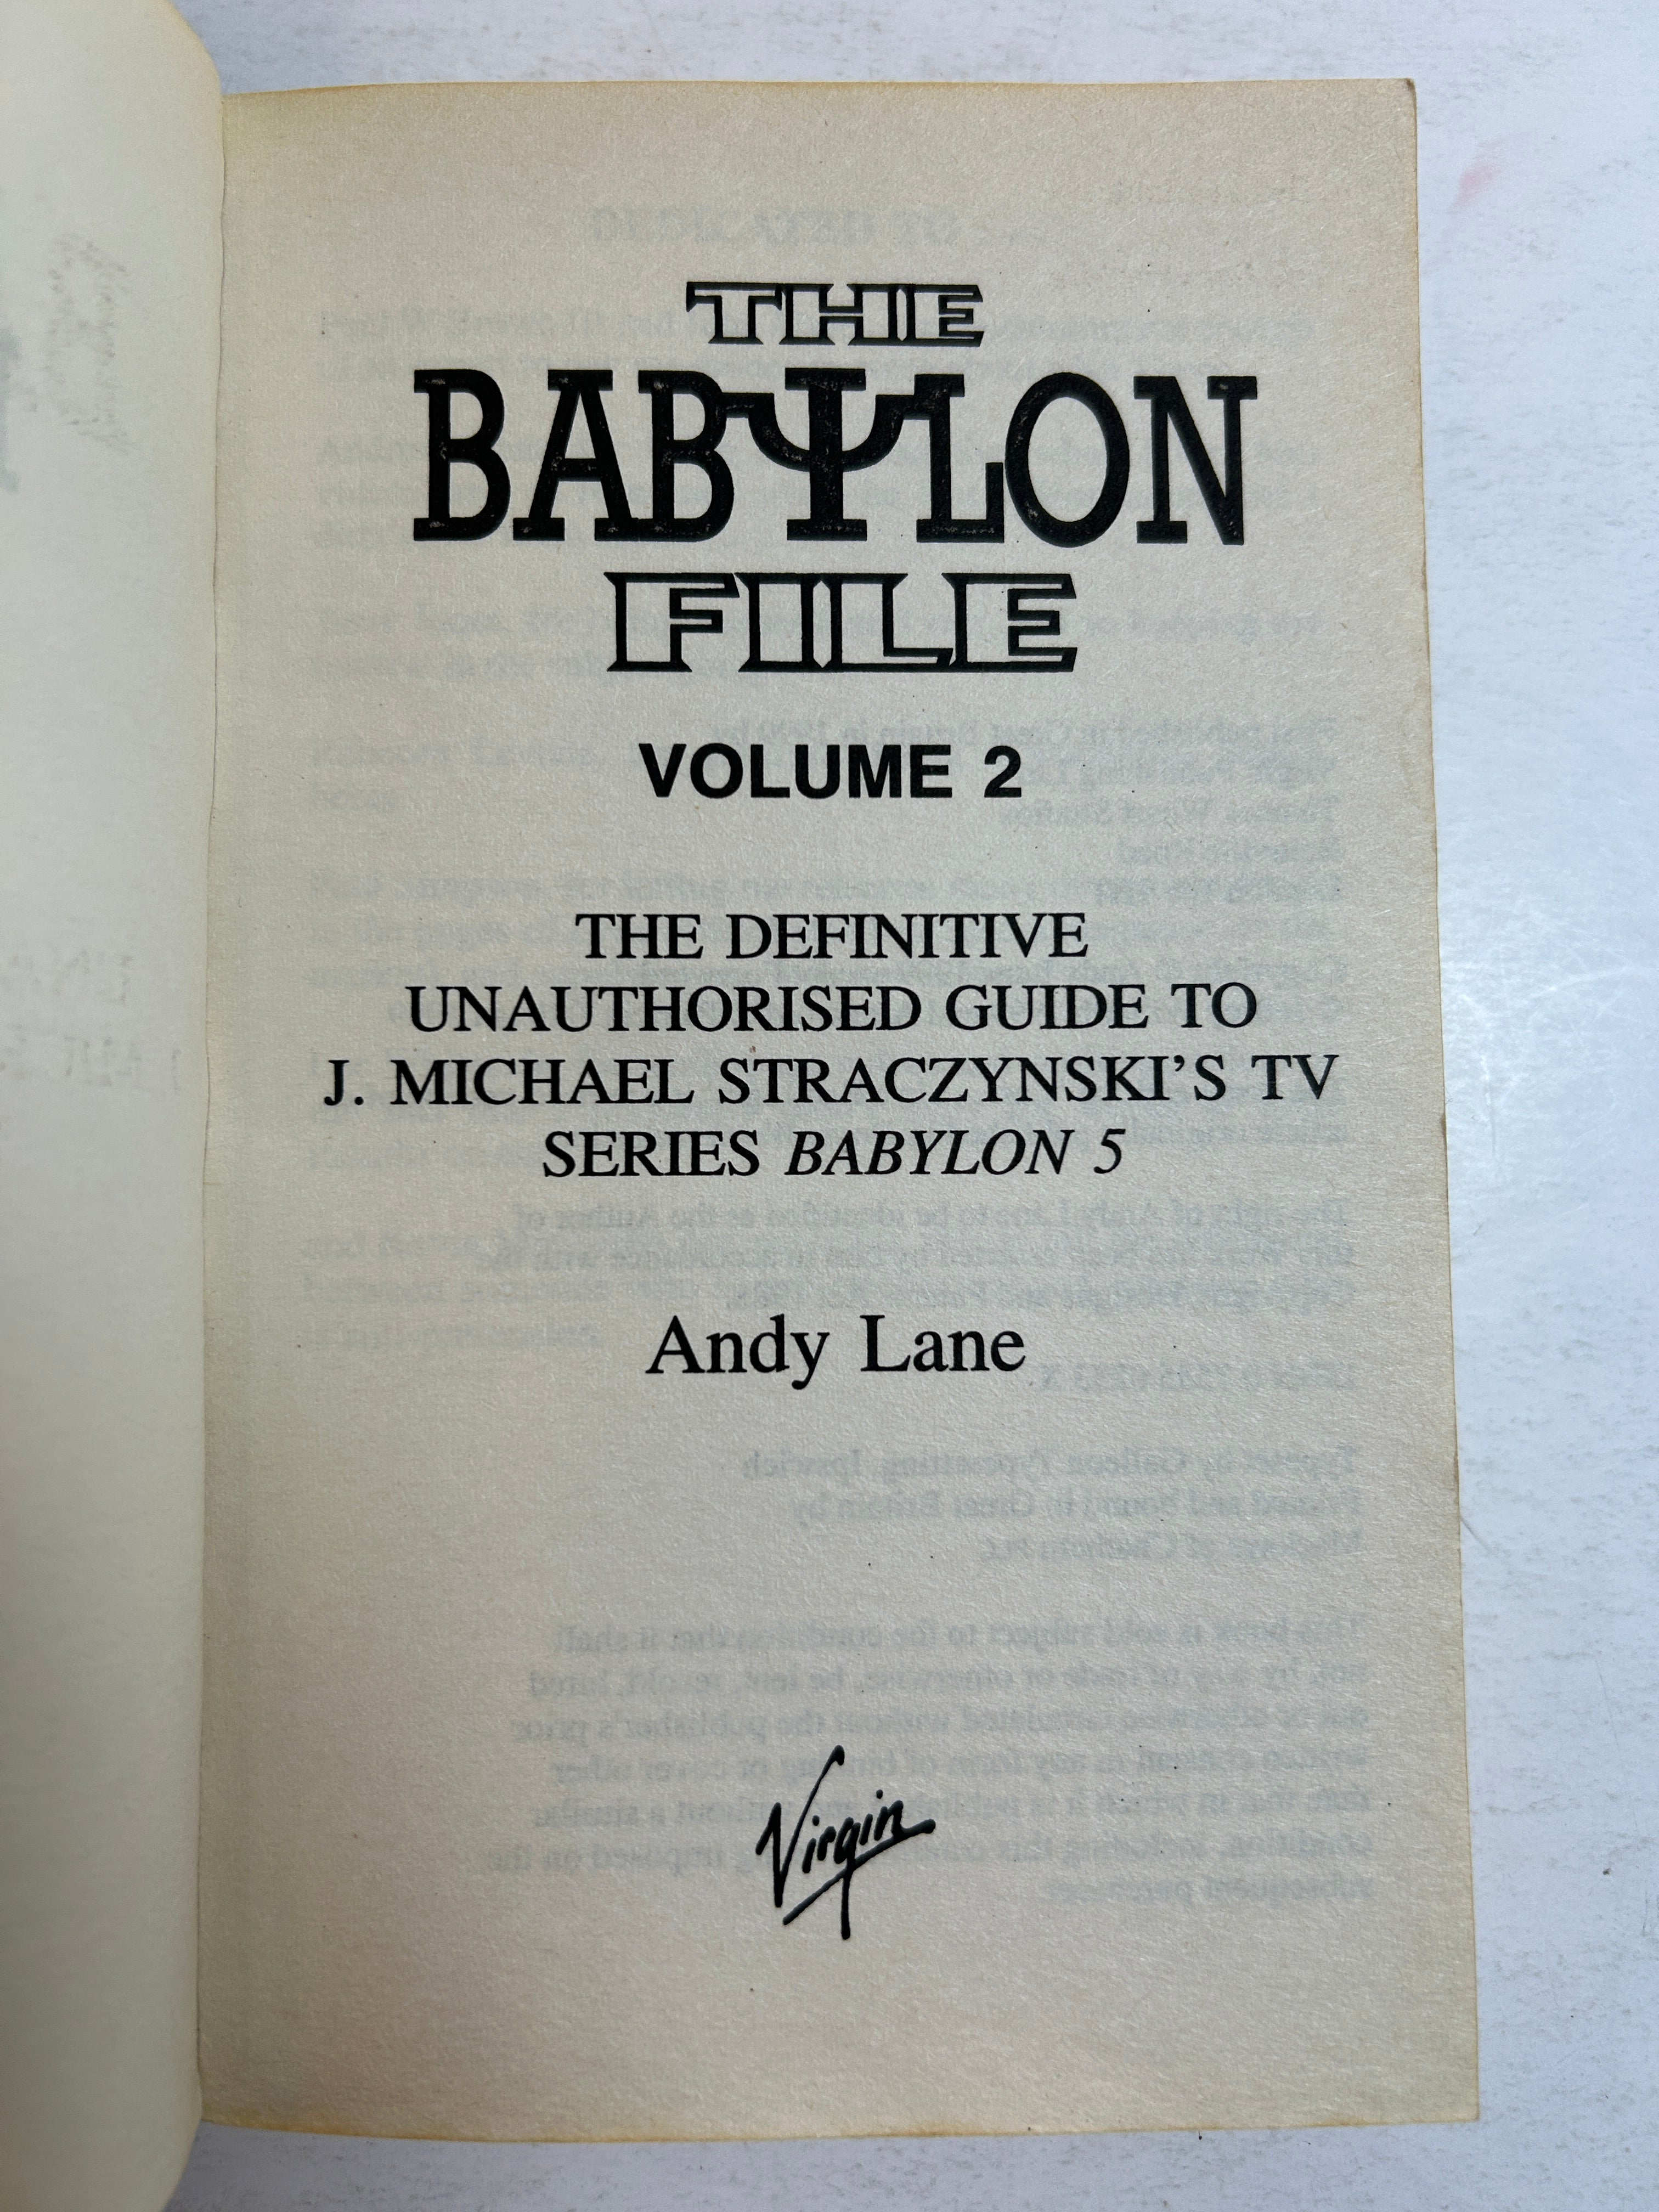 THE
BABYLON
FILE
VOLUME 2
THE DEFINITIVE
UNAUTHORISED GUIDE TO
J. MICHAEL STRACZYNSKI'S TV
SERIES BABYLON 5
Andy Lane
Virgin